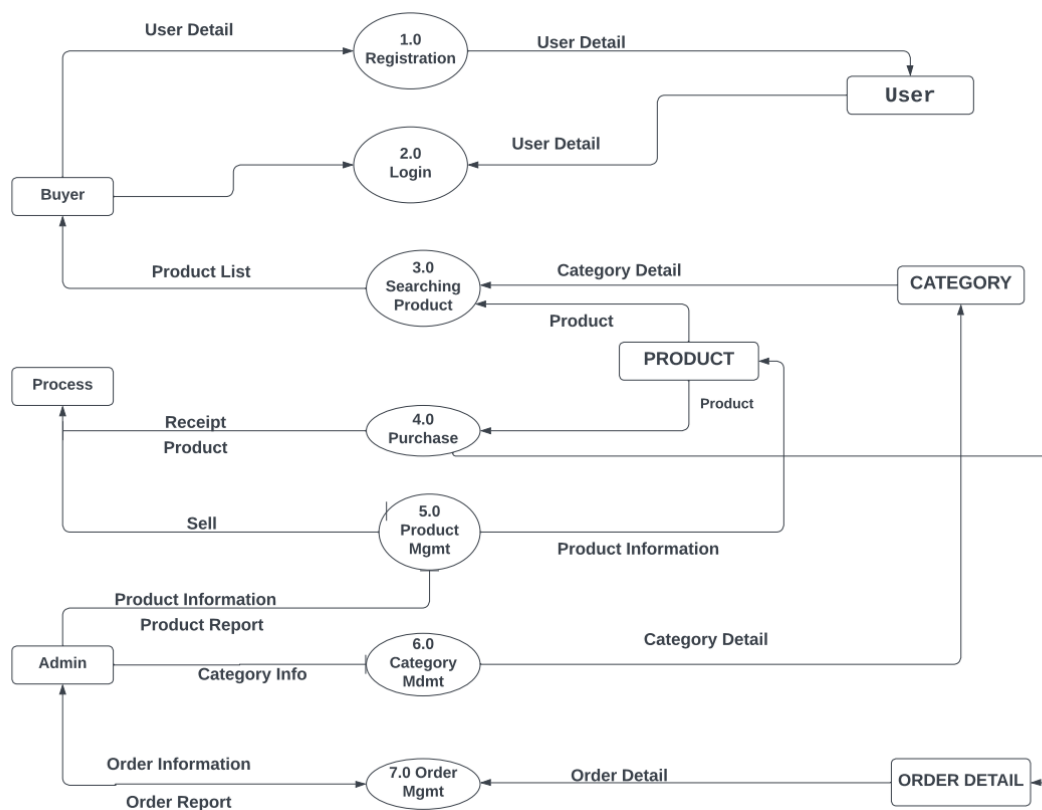 User Detail
1.0
Registration
User Detail
User
User Detail
2.0
Login
Buyer
Product List
3.0
Searching
Product
Category Detail
CATEGORY
Product
PRODUCT
Process
Product
Receipt
Product
4.0
Purchase
Sell
5.0
Product
Mgmt
Product Information
Product Information
Product Report
Category Detail
Admin
Category Info
6.0
Category
Mdmt
Order Information
Order Report
7.0 Order
Mgmt
Order Detail
ORDER DETAIL